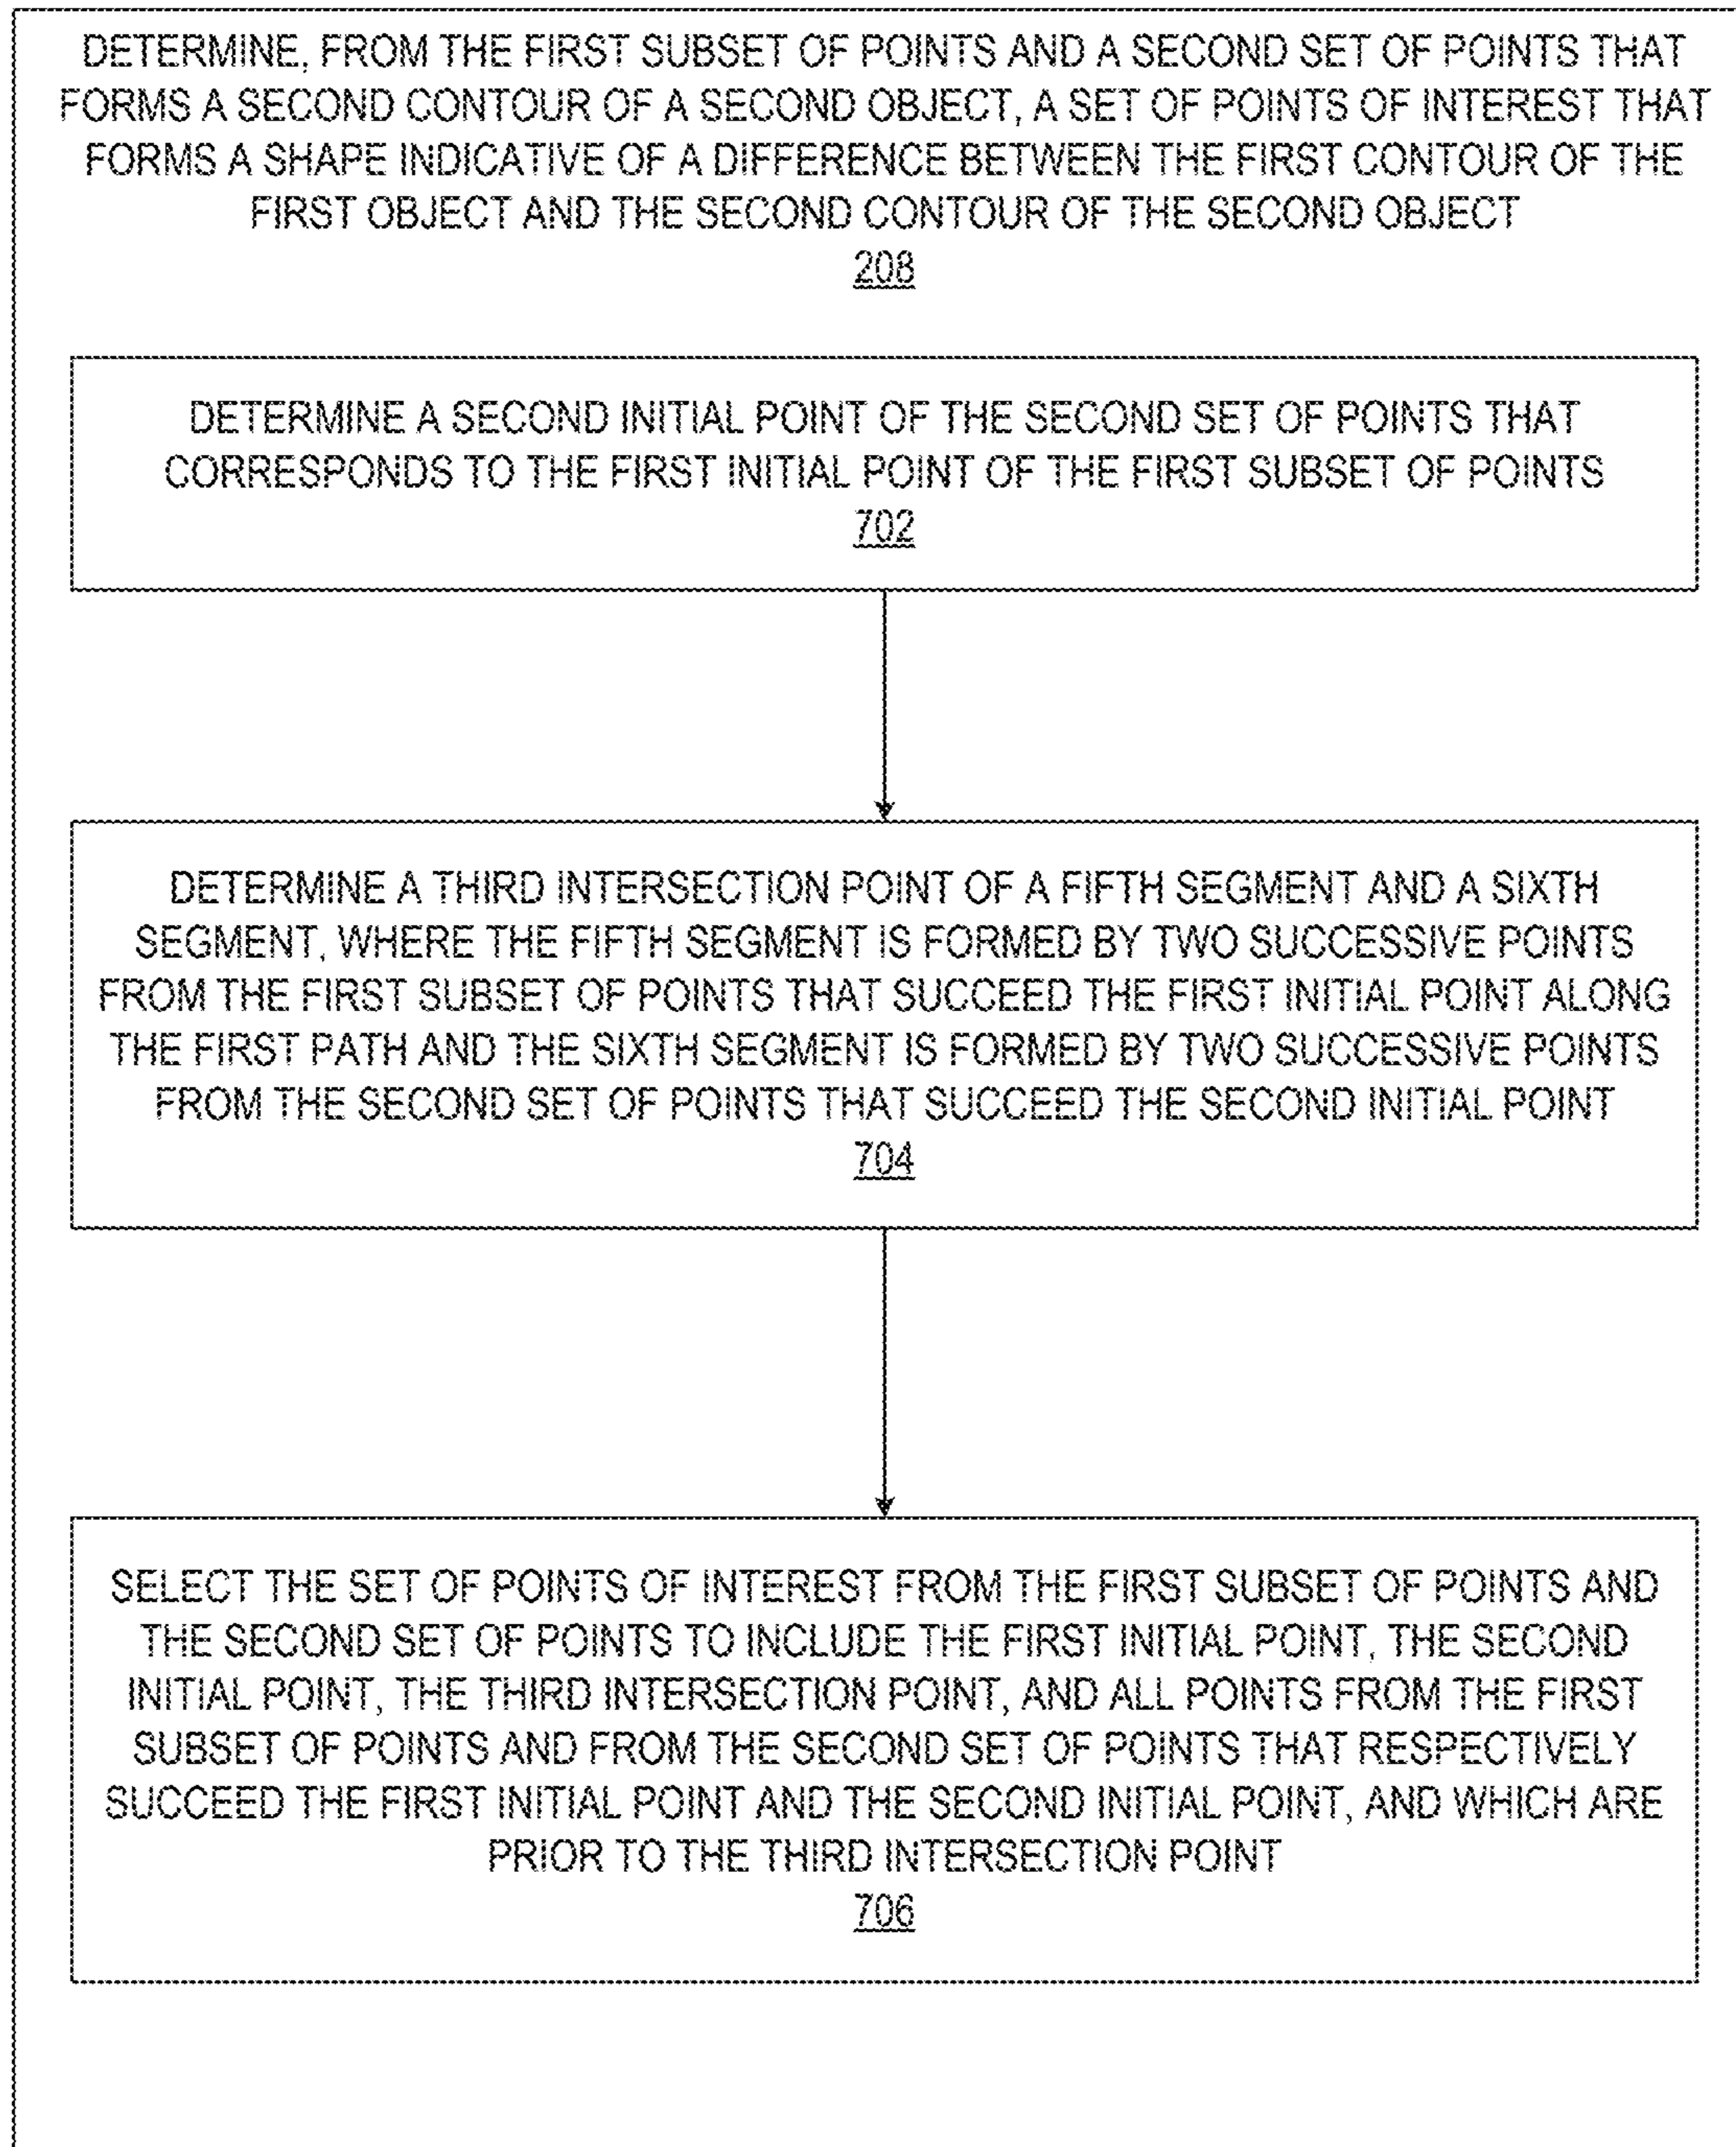 DETERMINE, FROM THE FIRST SUBSET OF POINTS AND A SECOND SET OF POINTS THAT
FORMS A SECOND CONTOUR OF A SECOND OBJECT, A SET OF POINTS OF INTEREST THAT
FORMS A SHAPE INDICATIVE OF A DIFFERENCE BETWEEN THE FIRST CONTOUR OF THE
FIRST OBJECT AND THE SECOND CONTOUR OF THE SECOND OBJECT
208
DETERMINE A SECOND INITIAL POINT OF THE SECOND SET OF POINTS THAT
CORRESPONDS TO THE FIRST INITIAL POINT OF THE FIRST SUBSET OF POINTS
702
DETERMINE A THIRD INTERSECTION POINT OF A FIFTH SEGMENT AND A SIXTH
SEGMENT, WHERE THE FIFTH SEGMENT IS FORMED BY TWO SUCCESSIVE POINTS
FROM THE FIRST SUBSET OF POINTS THAT SUCCEED THE FIRST INITIAL POINT ALONG
THE FIRST PATH AND THE SIXTH SEGMENT IS FORMED BY TWO SUCCESSIVE POINTS
FROM THE SECOND SET OF POINTS THAT SUCCEED THE SECOND INITIAL POINT
704
SELECT THE SET OF POINTS OF INTEREST FROM THE FIRST SUBSET OF POINTS AND
THE SECOND SET OF POINTS TO INCLUDE THE FIRST INITIAL POINT, THE SECOND
INITIAL POINT, THE THIRD INTERSECTION POINT, AND ALL POINTS FROM THE FIRST
SUBSET OF POINTS AND FROM THE SECOND SET OF POINTS THAT RESPECTIVELY
SUCCEED THE FIRST INITIAL POINT AND THE SECOND INITIAL POINT, AND WHICH ARE
PRIOR TO THE THIRD INTERSECTION POINT
706